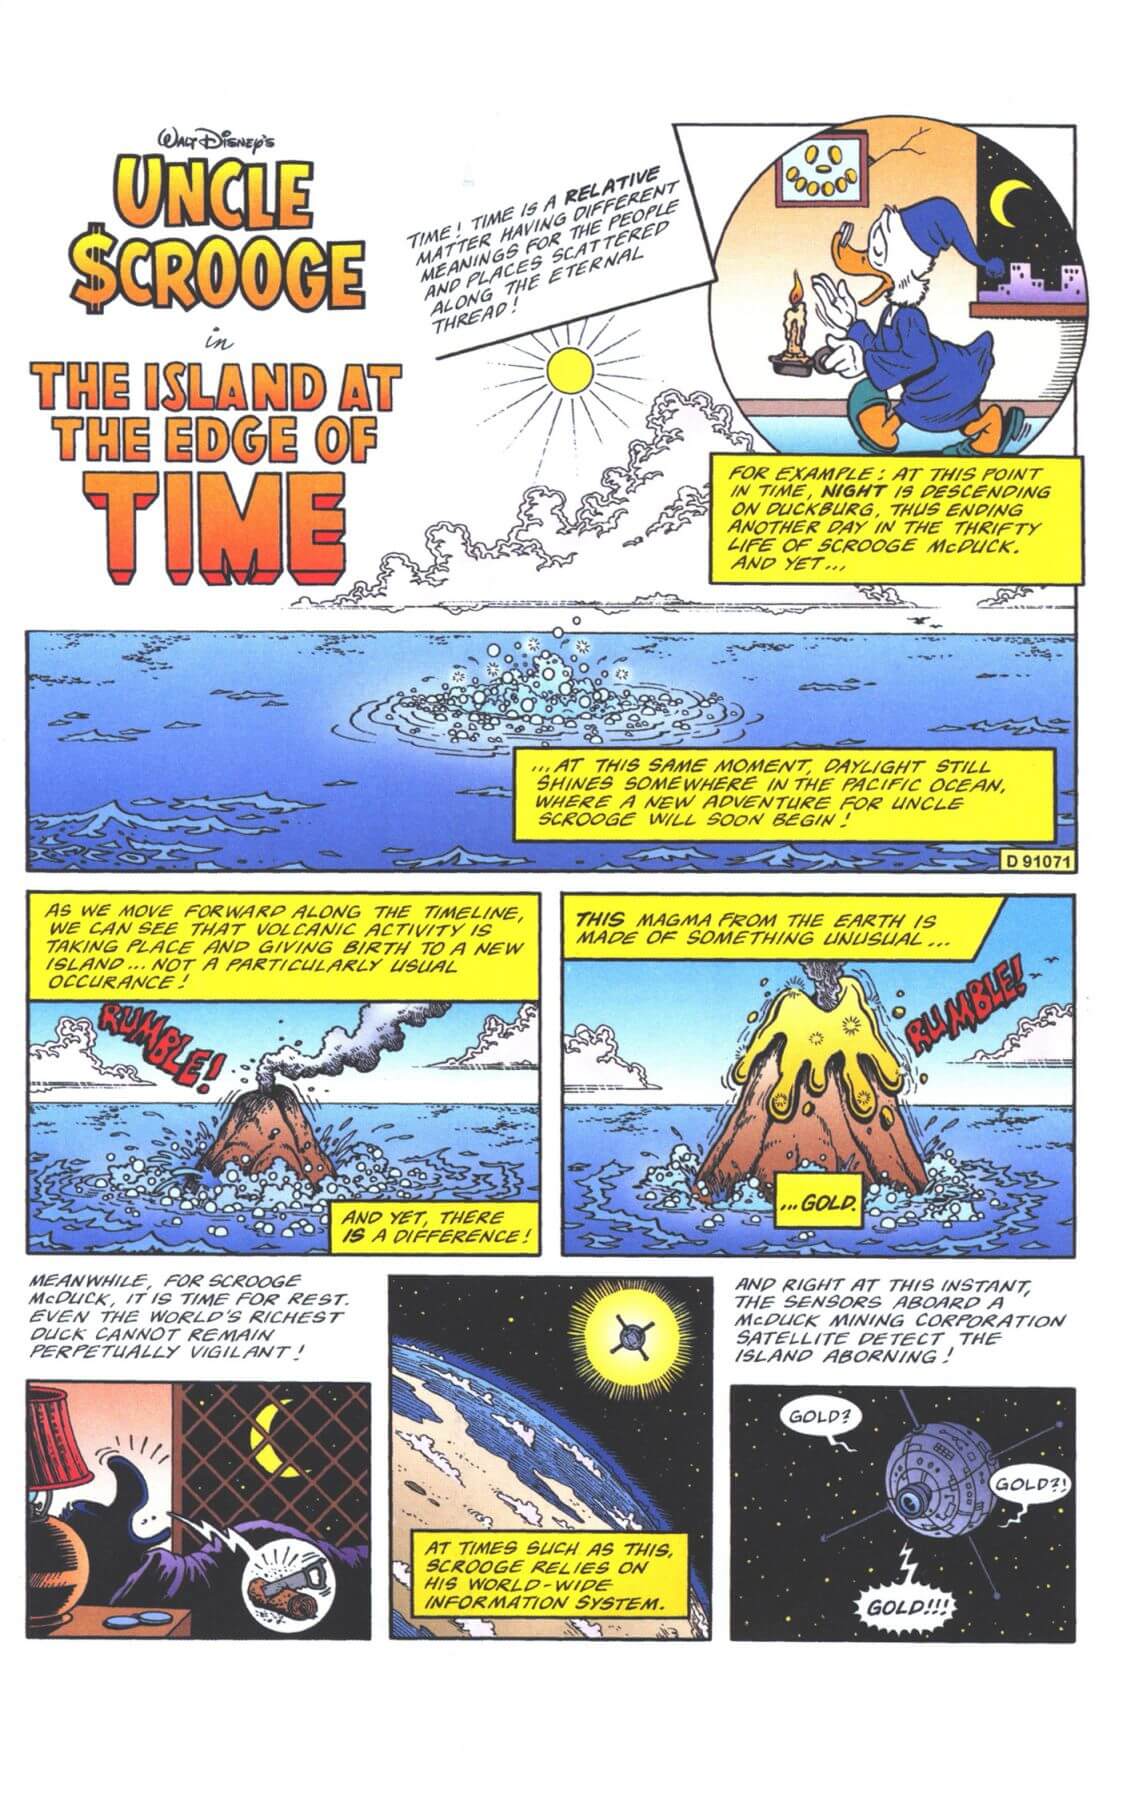 WALT DISNEY'S
UNCLE
$CROOGE
in
THE ISLAND AT
THE EDGE OF
TIME
TIME! TIME IS A RELATIVE
MATTER HAVING DIFFERENT
MEANINGS FOR THE PEOPLE
AND PLACES SCATTERED
ALONG THE ETERNAL
THREAD!
FOR EXAMPLE: AT THIS POINT
IN TIME, NIGHT IS DESCENDING
ON DUCKBURG, THUS ENDING
ANOTHER DAY IN THE THRIFTY
LIFE OF SCROOGE McDUCK.
AND YET...
...AT THIS SAME MOMENT, DAYLIGHT STILL
SHINES SOMEWHERE IN THE PACIFIC OCEAN,
WHERE A NEW ADVENTURE FOR UNCLE
SCROOGE WILL SOON BEGIN!
D 91071
AS WE MOVE FORWARD ALONG THE TIMELINE,
WE CAN SEE THAT VOLCANIC ACTIVITY IS
TAKING PLACE AND GIVING BIRTH TO A NEW
ISLAND... NOT A PARTICULARLY USUAL
OCCURANCE!
RUMBLE!
AND YET, THERE
IS A DIFFERENCE!
THIS MAGMA FROM THE EARTH IS
MADE OF SOMETHING UNUSUAL...
RUMBLE!
...GOLD.
MEANWHILE, FOR SCROOGE
McDUCK, IT IS TIME FOR REST.
EVEN THE WORLD'S RICHEST
DUCK CANNOT REMAIN
PERPETUALLY VIGILANT!
AT TIMES SUCH AS THIS,
SCROOGE RELIES ON
HIS WORLD-WIDE
INFORMATION SYSTEM.
AND RIGHT AT THIS INSTANT,
THE SENSORS ABOARD A
McDUCK MINING CORPORATION
SATELLITE DETECT THE
ISLAND ABORNING!
GOLD?
GOLD?!
GOLD!!!